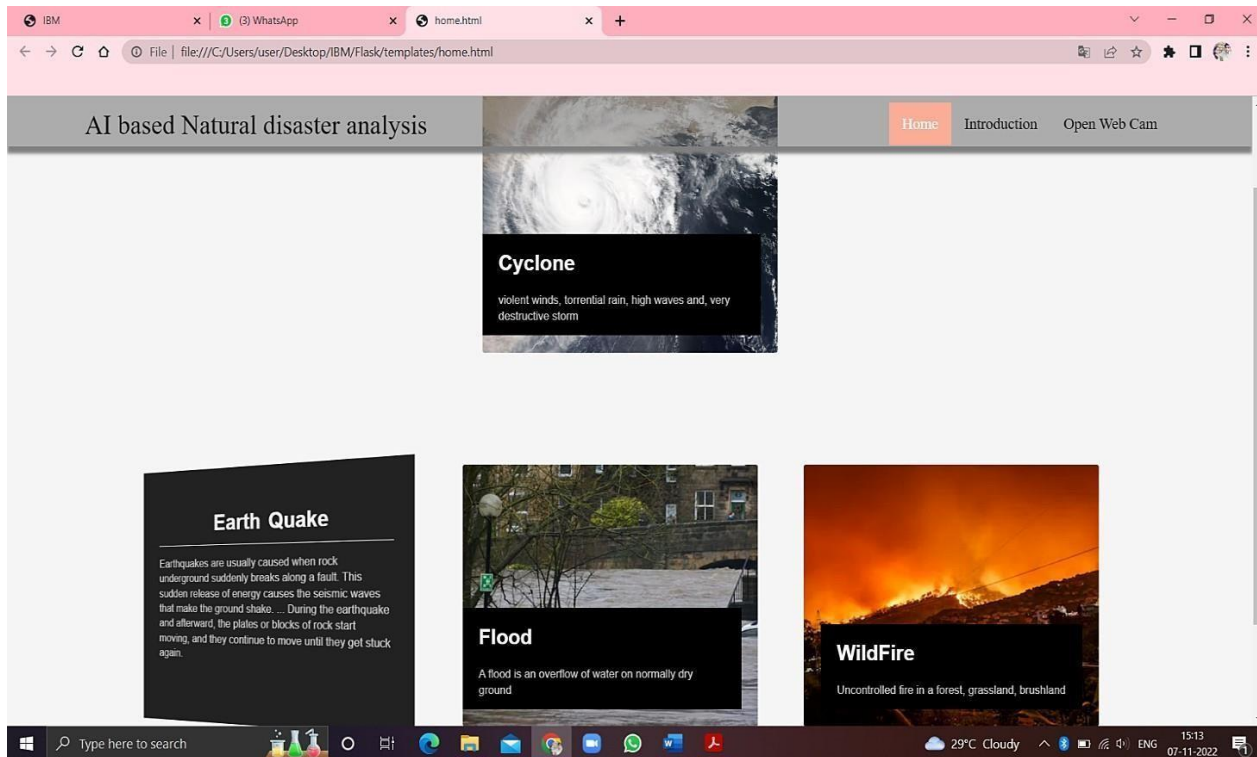 IBM
(3) WhatsApp
home.html
File | file:///C:/Users/user/Desktop/IBM/Flask/templates/home.html
AI based Natural disaster analysis
Home Introduction Open Web Cam
Cyclone
violent winds, torrential rain, high waves and, very
destructive storm
Earth Quake
Earthquakes are usually caused when rock
underground suddenly breaks along a fault. This
sudden release of energy causes the seismic waves
that make the ground shake. ... During the earthquake
and afterward, the plates or blocks of rock start
moving, and they continue to move until they get stuck
again.
Flood
A flood is an overflow of water on normally dry
ground
WildFire
Uncontrolled fire in a forest, grassland, brushland
Type here to search
29°C Cloudy
ENG
15:13
07-11-2022